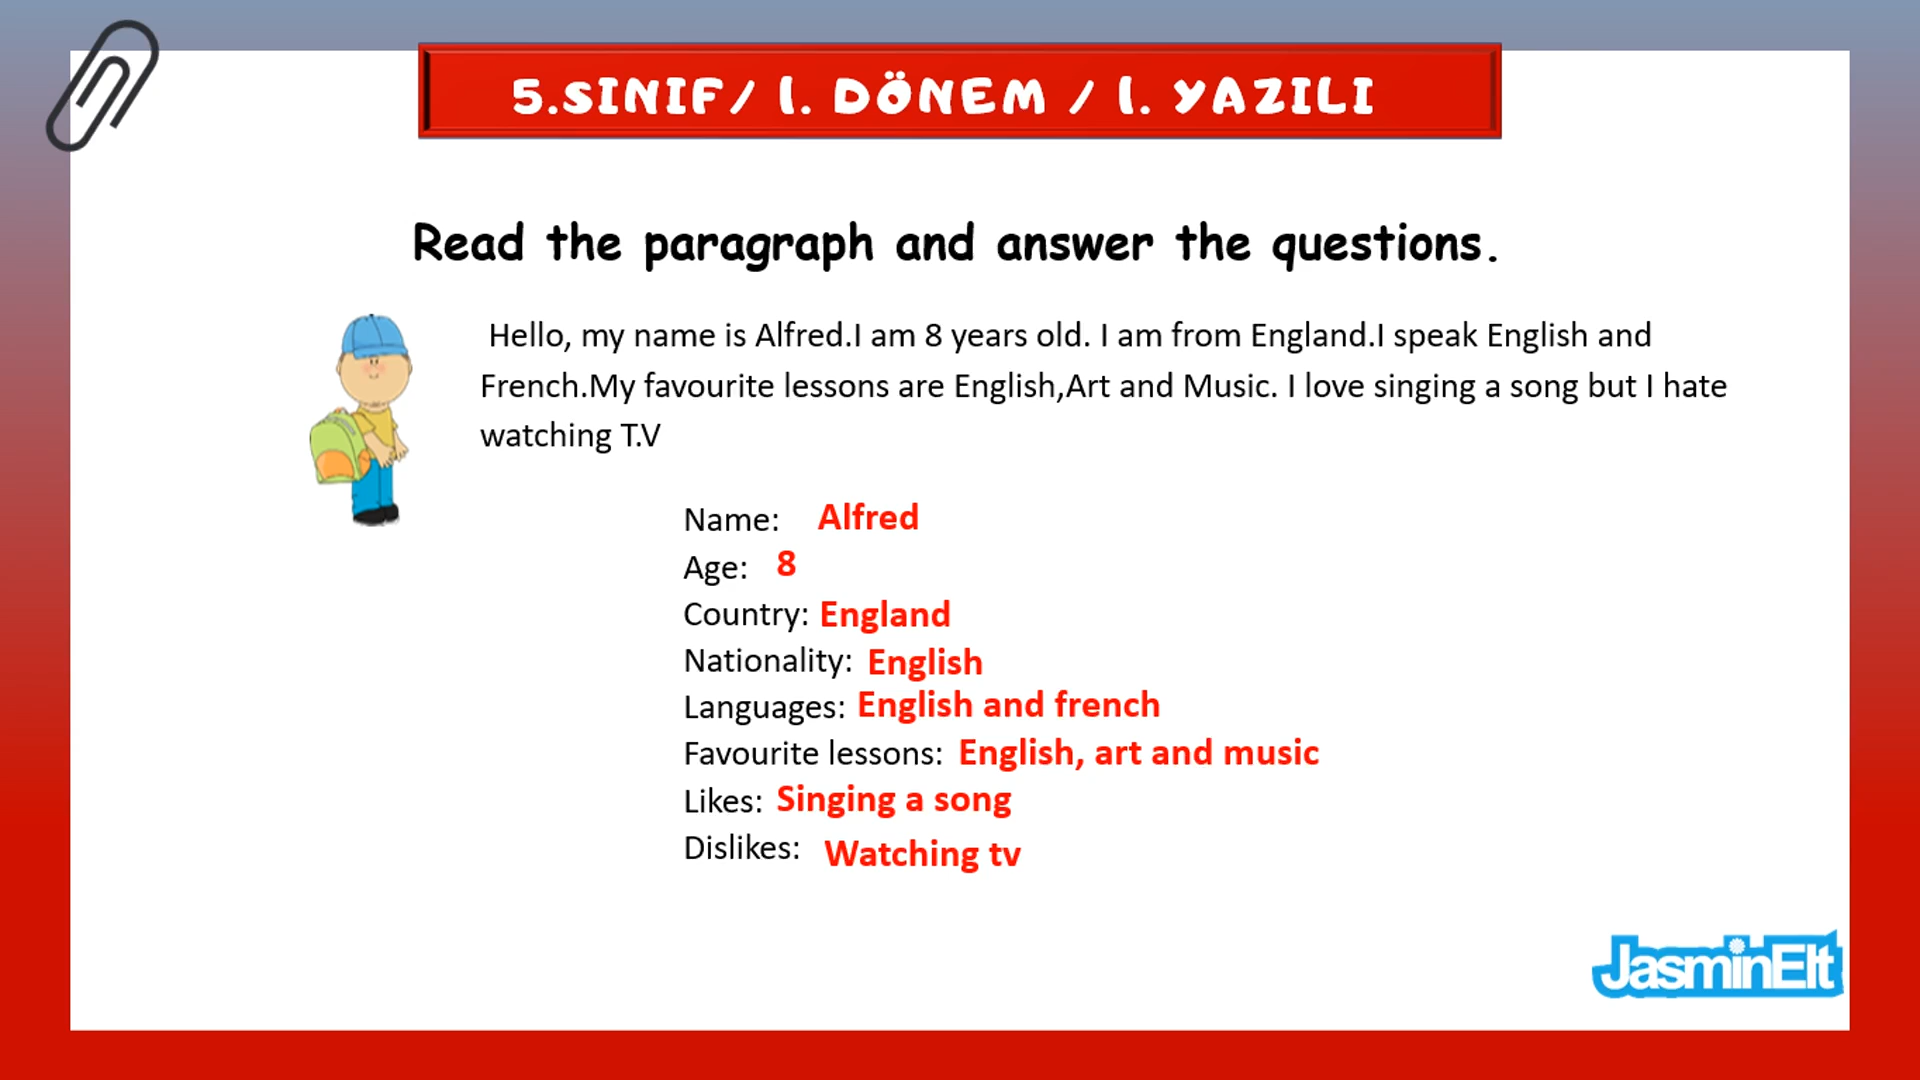 5.SINIF/ 1. DÖNEM / 1. YAZILI
Read the paragraph and answer the questions.
Hello, my name is Alfred.I am 8 years old. I am from England.I speak English and
French.My favourite lessons are English,Art and Music. I love singing a song but I hate
watching T.V
Name: Alfred
Age: 8
Country: England
Nationality: English
Languages: English and french
Favourite lessons: English, art and music
Likes: Singing a song
Dislikes: Watching tv
JasminElt